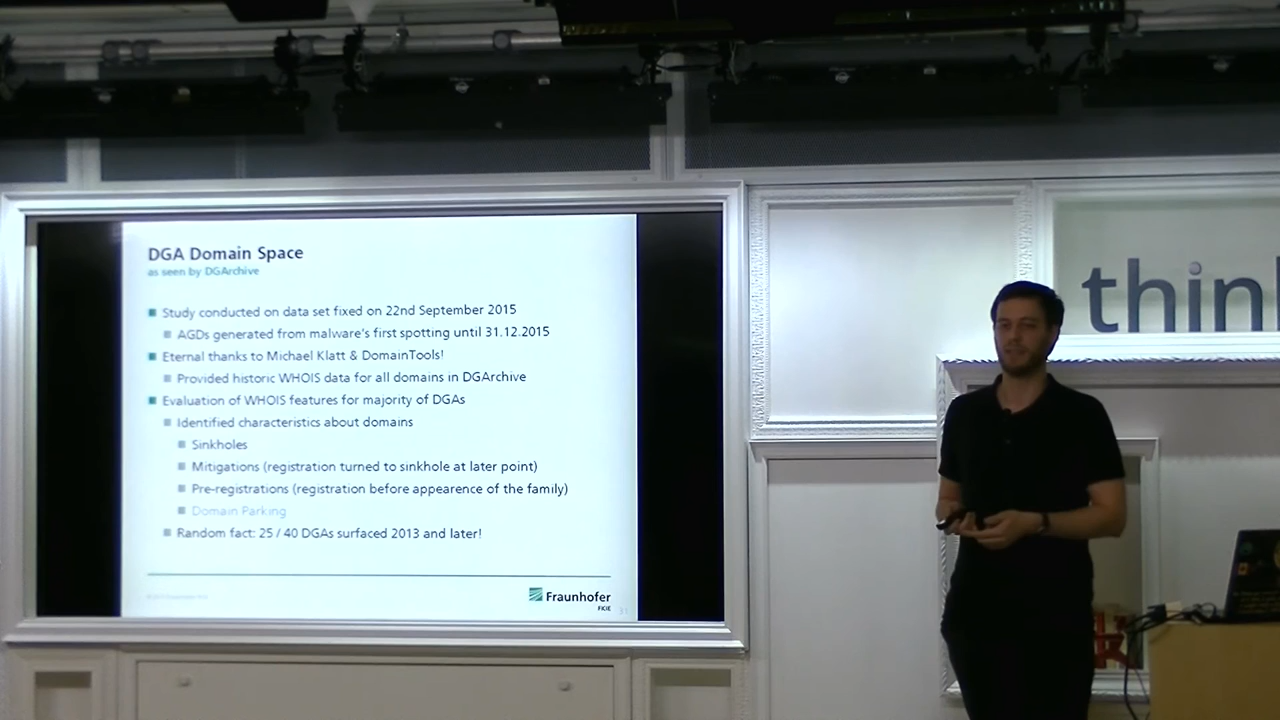 DGA Domain Space
as seen by DGArchive
Study conducted on data set fixed on 22nd September 2015
AGDs generated from malware's first spotting until 31.12.2015
Eternal thanks to Michael Klatt & DomainTools!
Provided historic WHOIS data for all domains in DGArchive
Evaluation of WHOIS features for majority of DGAs
Identified characteristics about domains
Sinkholes
Mitigations (registration turned to sinkhole at later point)
Pre-registrations (registration before appearence of the family)
Domain Parking
Random fact: 25 / 40 DGAs surfaced 2013 and later!
Fraunhofer
FKIE
31
think